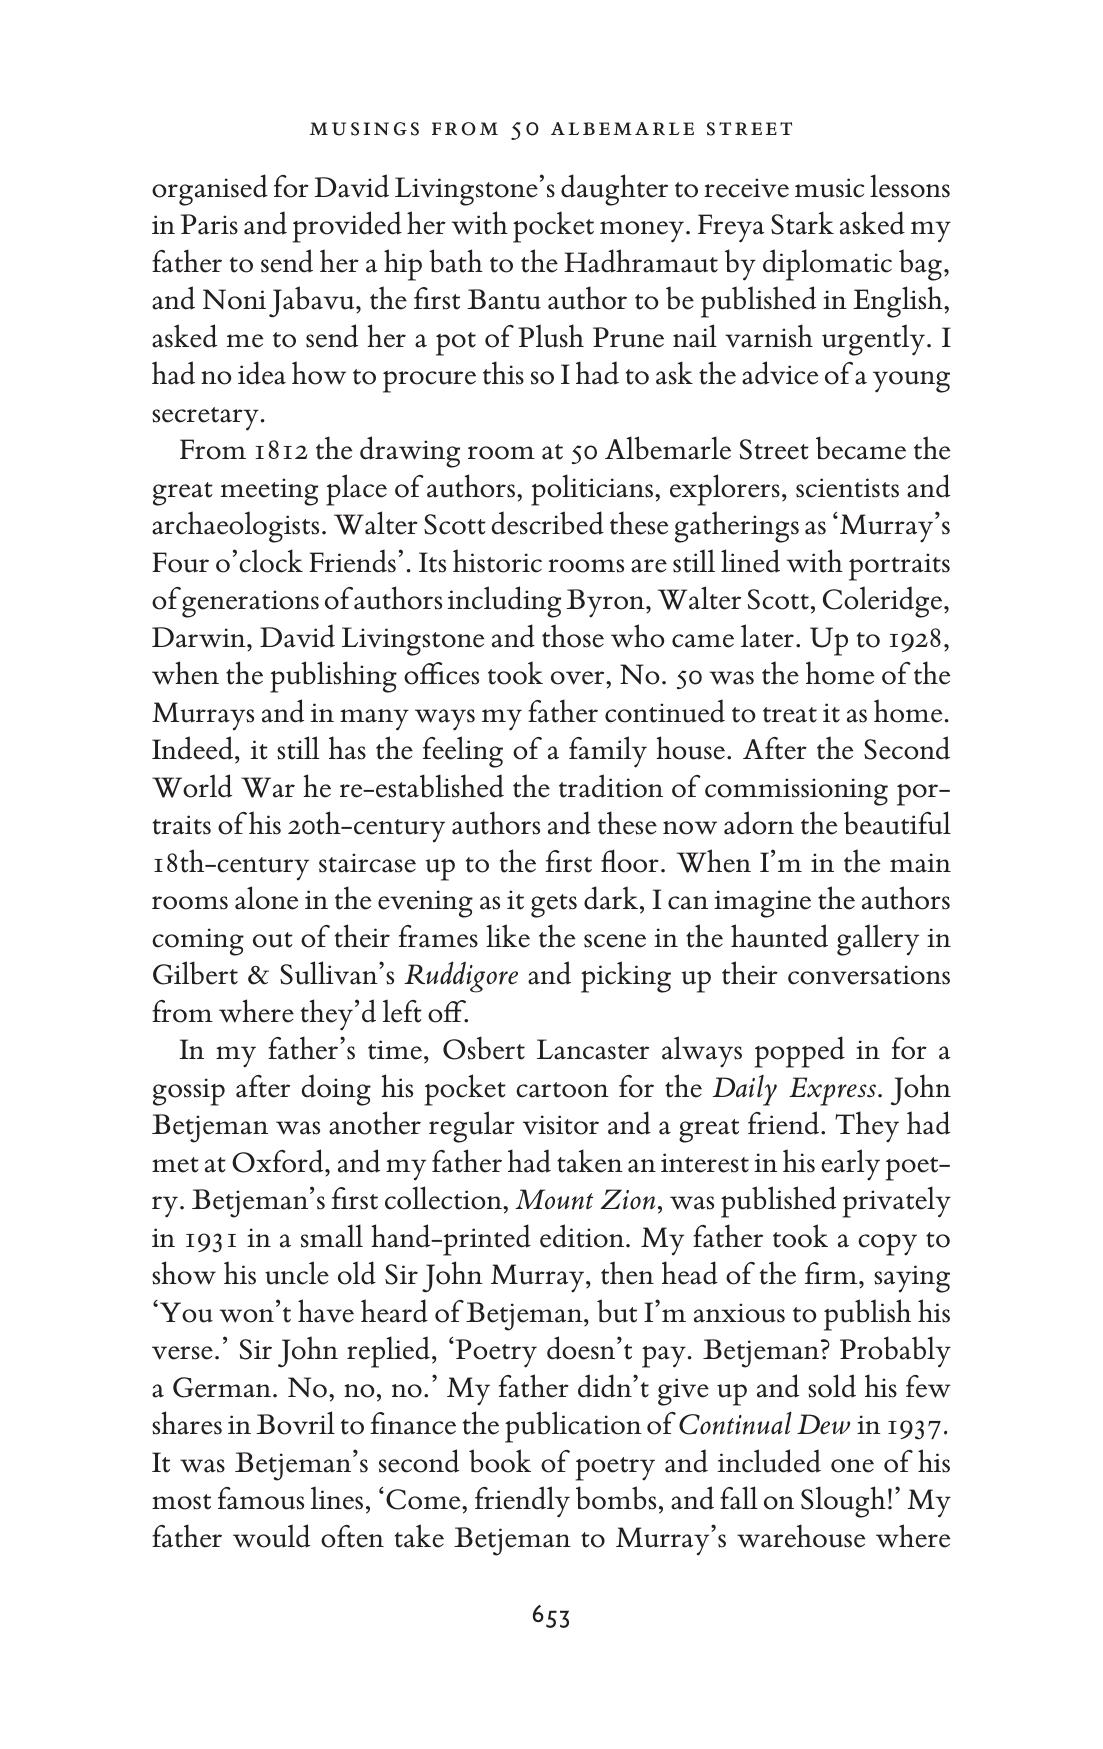 MUSINGS FROM 50 ALBEMARLE STREET
organised for David Livingstone’s daughter to receive music lessons
in Paris and provided her with pocket money. Freya Stark asked my
father to send her a hip bath to the Hadhramaut by diplomatic bag,
and Noni Jabavu, the first Bantu author to be published in English,
asked me to send her a pot of Plush Prune nail varnish urgently. I
had no idea how to procure this so I had to ask the advice of a young
secretary.
From 1812 the drawing room at 50 Albemarle Street became the
great meeting place of authors, politicians, explorers, scientists and
archaeologists. Walter Scott described these gatherings as ‘Murray’s
Four o’clock Friends’. Its historic rooms are still lined with portraits
of generations of authors including Byron, Walter Scott, Coleridge,
Darwin, David Livingstone and those who came later. Up to 1928,
when the publishing offices took over, No. 50 was the home of the
Murrays and in many ways my father continued to treat it as home.
Indeed, it still has the feeling of a family house. After the Second
World War he re-established the tradition of commissioning por-
traits of his 20th-century authors and these now adorn the beautiful
18th-century staircase up to the first floor. When I’m in the main
rooms alone in the evening as it gets dark, I can imagine the authors
coming out of their frames like the scene in the haunted gallery in
Gilbert & Sullivan’s Ruddigore and picking up their conversations
from where they’d left off.
In my father’s time, Osbert Lancaster always popped in for a
gossip after doing his pocket cartoon for the Daily Express. John
Betjeman was another regular visitor and a great friend. They had
met at Oxford, and my father had taken an interest in his early poet-
ry. Betjeman’s first collection, Mount Zion, was published privately
in 1931 in a small hand-printed edition. My father took a copy to
show his uncle old Sir John Murray, then head of the firm, saying
‘You won’t have heard of Betjeman, but I’m anxious to publish his
verse.’ Sir John replied, ‘Poetry doesn’t pay. Betjeman? Probably
a German. No, no, no.’ My father didn’t give up and sold his few
shares in Bovril to finance the publication of Continual Dew in 1937.
It was Betjeman’s second book of poetry and included one of his
most famous lines, ‘Come, friendly bombs, and fall on Slough!’ My
father would often take Betjeman to Murray’s warehouse where
653